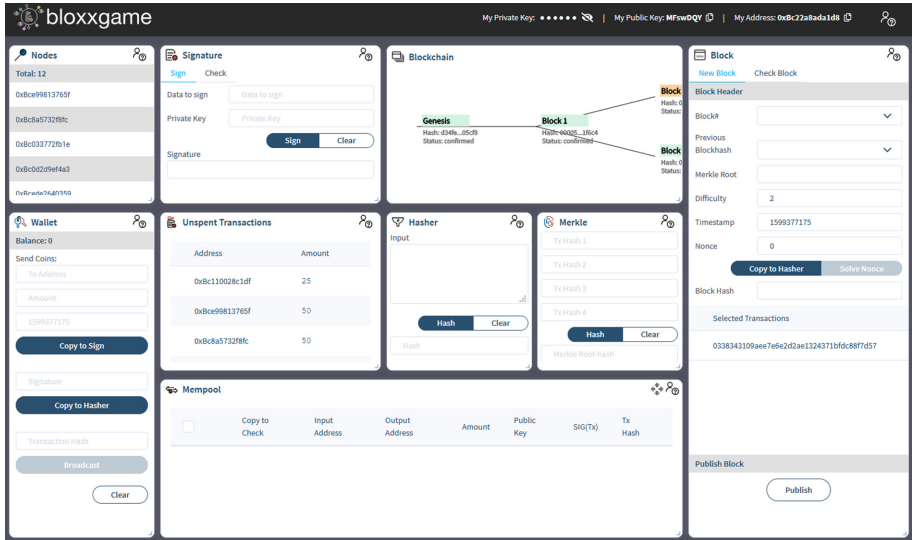 bloxxgame
My Private Key: •••••• | My Public Key: MFswDQY | My Address: 0xBc22a8ada1d8
Nodes
Total: 12
0xBce99813765f
0xBc8a5732f8fc
0xBc033772fb1e
0xBc0d2d9ef4a3
0xBcede2640359
Signature
Sign Check
Data to sign Data to sign
Private Key Private Key
Sign Clear
Signature
Blockchain
Genesis
Hash: d34fe...05cf8
Status: confirmed
Block 1
Hash: 00005...1f6c4
Status: confirmed
Block
Hash: 0
Status:
Block
Hash: 0
Status:
Block
New Block Check Block
Block Header
Block#
Previous
Blockhash
Merkle Root
Difficulty 2
Timestamp 1599377175
Nonce 0
Copy to Hasher Solve Nonce
Block Hash
Selected Transactions
0338343109aee7e6e2d2ae1324371bfdc88f7d57
Publish Block
Publish
Wallet
Balance: 0
Send Coins:
To Address
Amount
1599377175
Copy to Sign
Signature
Copy to Hasher
Transaction Hash
Broadcast
Clear
Unspent Transactions
Address Amount
0xBc110028c1df 25
0xBce99813765f 50
0xBc8a5732f8fc 50
Hasher
Input
Hash Clear
Hash
Merkle
Tx Hash 1
Tx Hash 2
Tx Hash 3
Tx Hash 4
Hash Clear
Merkle Root-hash
Mempool
Copy to Check Input Address Output Address Amount Public Key SIG(Tx) Tx Hash